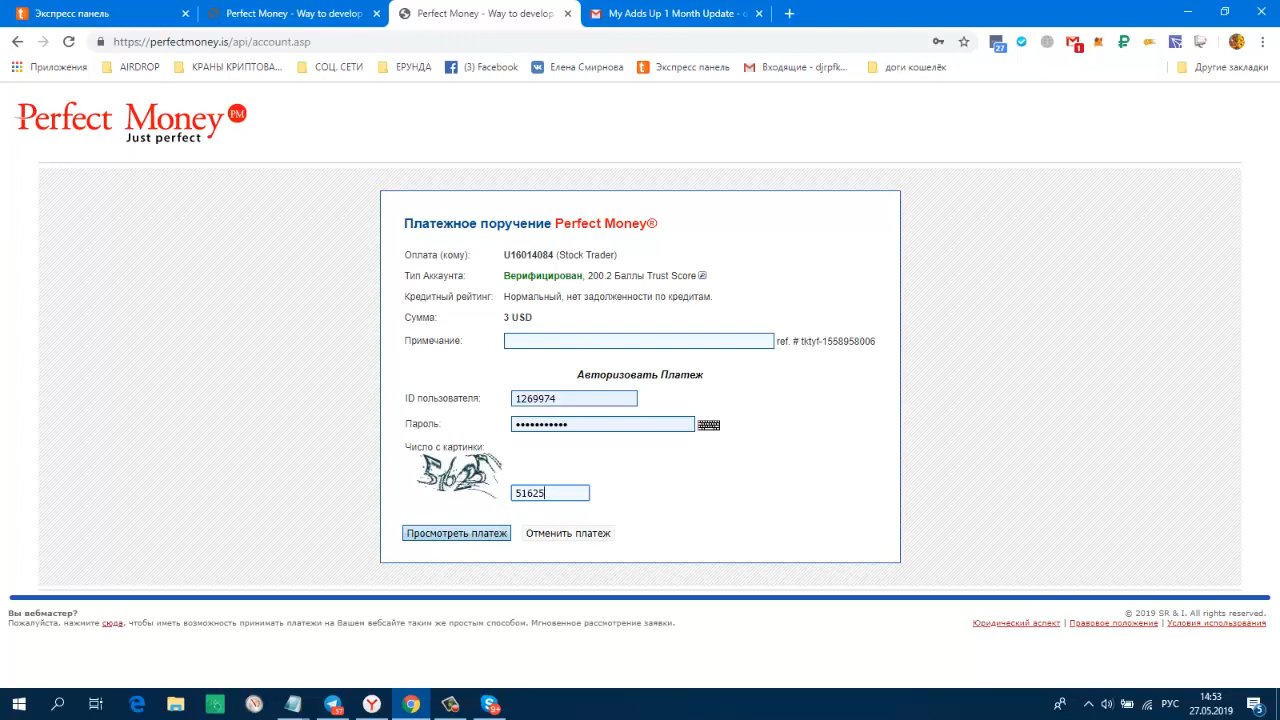 Экспресс панель
Perfect Money - Way to develop
Perfect Money - Way to develop
My Adds Up 1 Month Update - c
https://perfectmoney.is/api/account.asp
27
1
Приложения
AIRDROP
КРАНЫ КРИПТОВА...
СОЦ. СЕТИ
ЕРУНДА
(3) Facebook
Елена Смирнова
Экспресс панель
Входящие - djrpfk...
доги кошелёк
Другие закладки
Perfect Money PM
Just perfect
Платежное поручение Perfect Money®
Оплата (кому): U16014084 (Stock Trader)
Тип Аккаунта: Верифицирован, 200.2 Баллы Trust Score
Кредитный рейтинг: Нормальный, нет задолженности по кредитам.
Сумма: 3 USD
Примечание: ref. # tktyf-1558958006
Авторизовать Платеж
ID пользователя: 1269974
Пароль: •••••••••••
Число с картинки:
51625
Просмотреть платеж Отменить платеж
Вы вебмастер?
Пожалуйста, нажмите сюда, чтобы иметь возможность принимать платежи на Вашем вебсайте таким же простым способом. Мгновенное рассмотрение заявки.
© 2019 SR & I. All rights reserved.
Юридический аспект | Правовое положение | Условия использования
РУС
14:53
27.05.2019